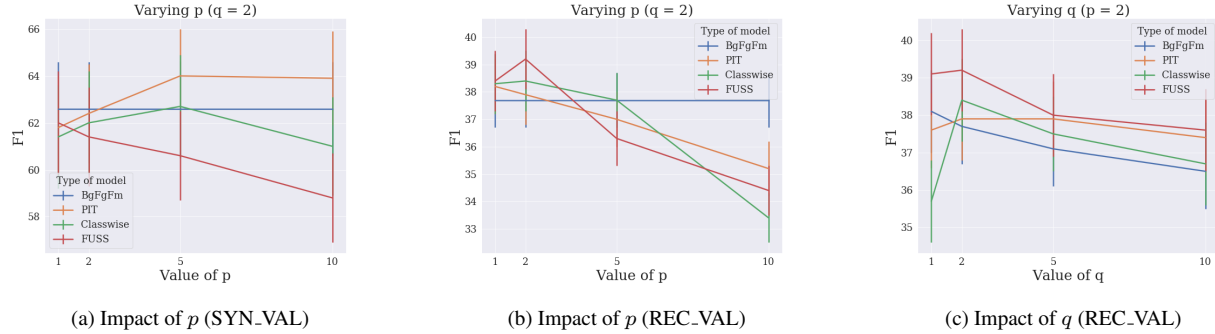 Varying p (q = 2)
F1
66
64
62
60
58
Type of model
BgFgFm
PIT
Classwise
FUSS
1
2
5
10
Value of p
(a) Impact of p (SYN_VAL)
Varying p (q = 2)
F1
40
39
38
37
36
35
34
33
Type of model
BgFgFm
PIT
Classwise
FUSS
1
2
5
10
Value of p
(b) Impact of p (REC_VAL)
Varying q (p = 2)
F1
40
39
38
37
36
35
Type of model
BgFgFm
PIT
Classwise
FUSS
1
2
5
10
Value of q
(c) Impact of q (REC_VAL)